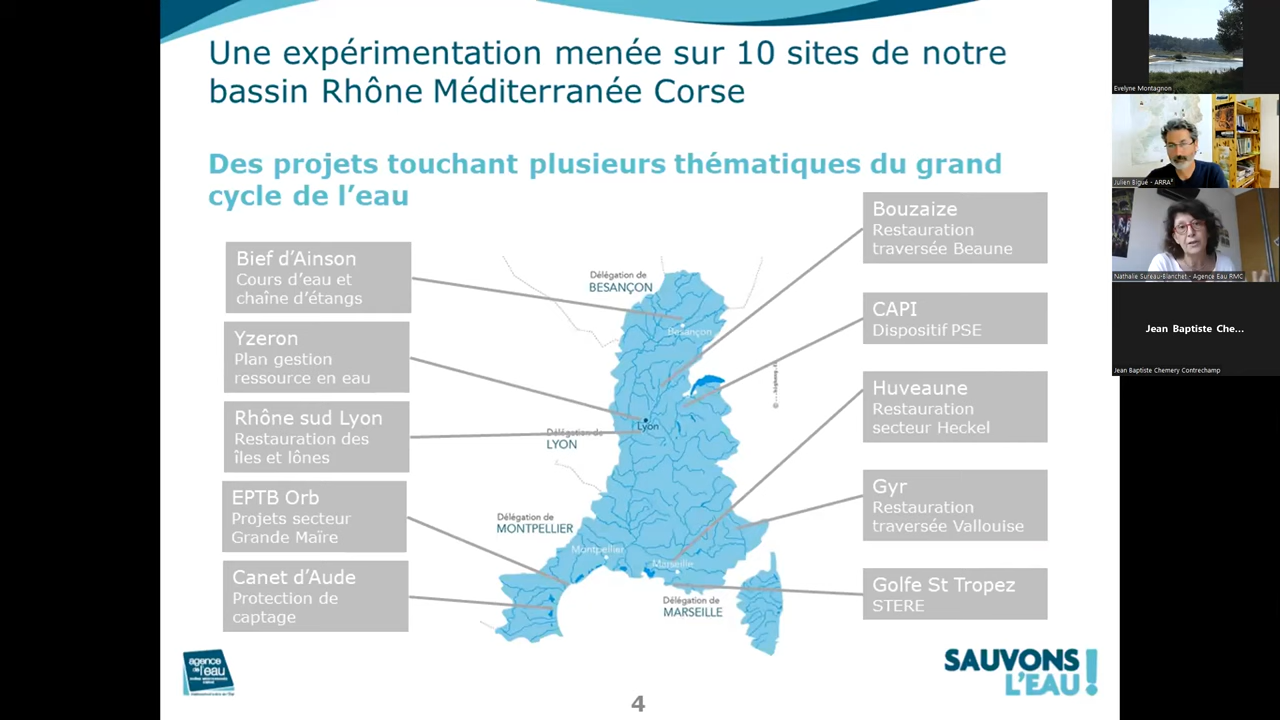 Une expérimentation menée sur 10 sites de notre
bassin Rhône Méditerranée Corse
Des projets touchant plusieurs thématiques du grand
cycle de l'eau
Bief d'Ainson
Cours d'eau et
chaîne d'étangs
Yzeron
Plan gestion
ressource en eau
Rhône sud Lyon
Restauration des
îles et lônes
EPTB Orb
Projets secteur
Grande Maïre
Canet d'Aude
Protection de
captage
Délégation de
BESANÇON
Besançon
Lyon
Délégation de
LYON
Délégation de
MONTPELLIER
Montpellier
Marseille
Délégation de
MARSEILLE
Bouzaize
Restauration
traversée Beaune
CAPI
Dispositif PSE
Huveaune
Restauration
secteur Heckel
Gyr
Restauration
traversée Vallouise
Golfe St Tropez
STERE
agence
de l'eau
SAUVONS
L'EAU!
4
Evelyne Montagnon
Julien Bigué - ARRA²
Nathalie Sureau-Blanchet - Agence Eau RMC
Jean Baptiste Che...
Jean Baptiste Chemery Contrechamp